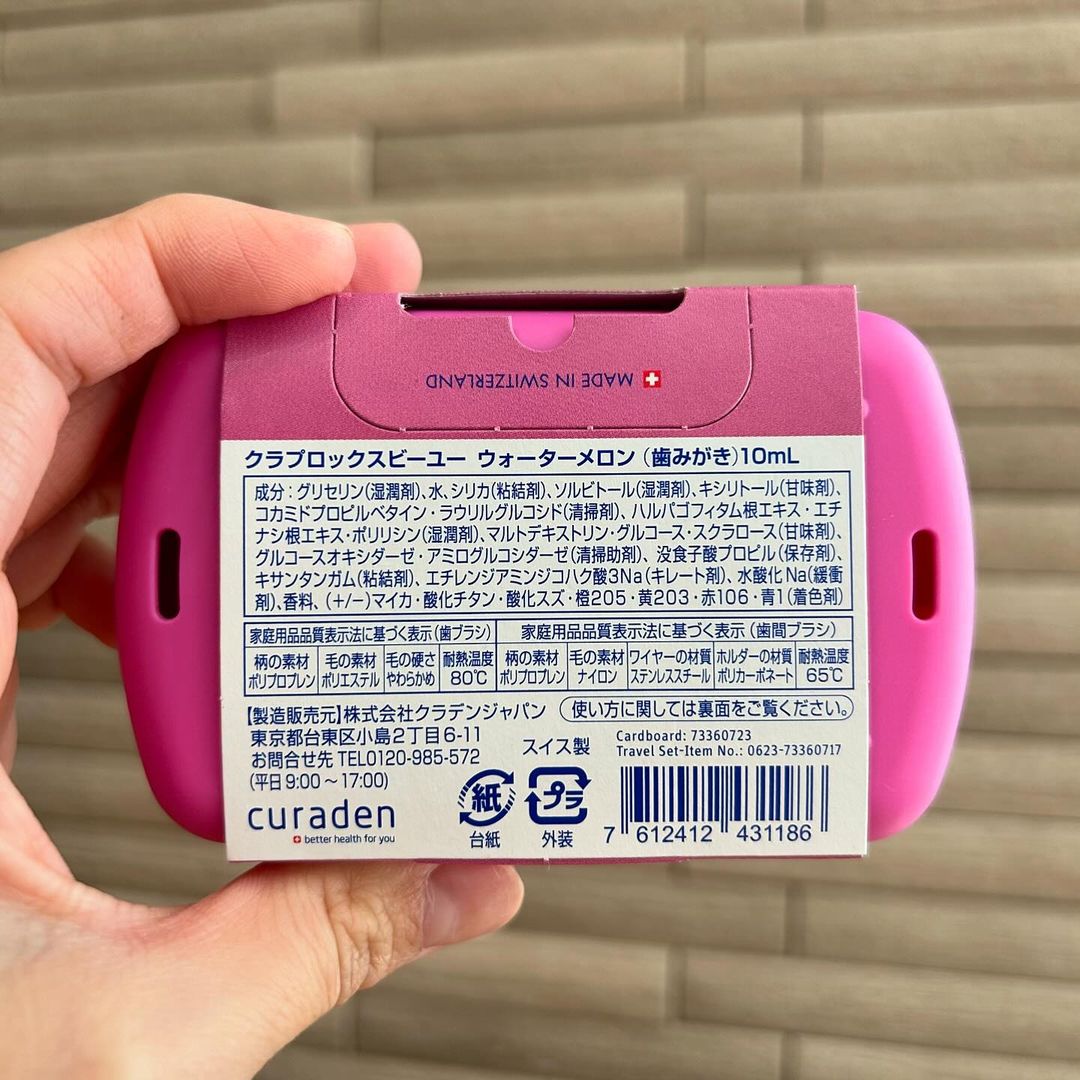 MADE IN SWITZERLAND
クラプロックスビーユー ウォーターメロン (歯みがき)10mL
成分：グリセリン(湿潤剤)、水、シリカ(粘結剤)、ソルビトール(湿潤剤)、キシリトール(甘味剤)、
コカミドプロピルベタイン・ラウリルグルコシド(清掃剤)、ハルパゴフィタム根エキス・エチ
ナシ根エキス・ポリリシン(湿潤剤)、マルトデキストリン・グルコース・スクラロース(甘味剤)、
グルコースオキシダーゼ・アミログルコシダーゼ(清掃助剤)、没食子酸プロピル(保存剤)、
キサンタンガム(粘結剤)、エチレンジアミンジコハク酸3Na(キレート剤)、水酸化Na(緩衝
剤)、香料、(+/−)マイカ・酸化チタン・酸化スズ・橙205・黄203・赤106・青1(着色剤)
家庭用品品質表示法に基づく表示(歯ブラシ) 家庭用品品質表示法に基づく表示(歯間ブラシ)
柄の素材 毛の素材 毛の硬さ 耐熱温度 柄の素材 毛の素材 ワイヤーの材質 ホルダーの材質 耐熱温度
ポリプロプレン ポリエステル やわらかめ 80℃ ポリプロプレン ナイロン ステンレススチール ポリカーボネート 65℃
【製造販売元】株式会社クラデンジャパン 使い方に関しては裏面をご覧ください。
東京都台東区小島2丁目6-11 スイス製 Cardboard: 73360723
お問合せ先 TEL0120-985-572 Travel Set-Item No.: 0623-73360717
(平日9:00〜17:00)
curaden 紙 プラ
better health for you 台紙 外装 7 612412 431186